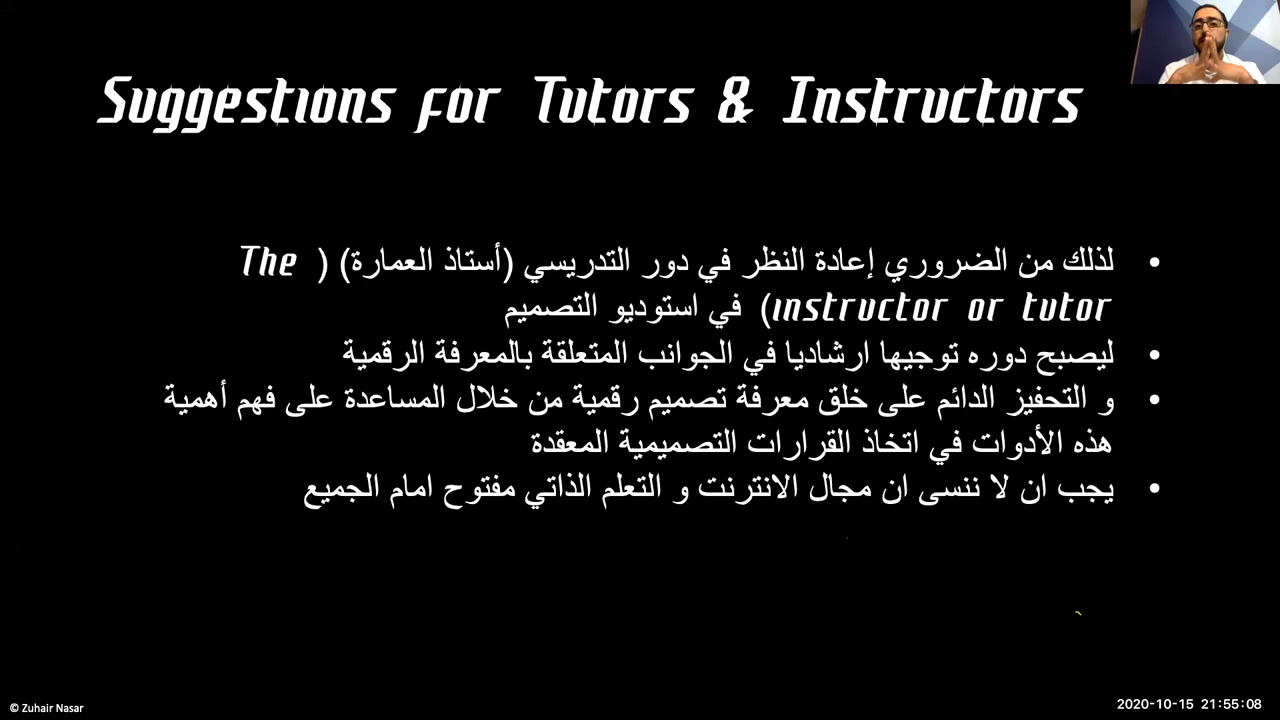 Suggestions for Tutors & Instructors
• لذلك من الضروري إعادة النظر في دور التدريسي (أستاذ العمارة) ( The
instructor or tutor) في استوديو التصميم
• ليصبح دوره توجيها ارشاديا في الجوانب المتعلقة بالمعرفة الرقمية
• و التحفيز الدائم على خلق معرفة تصميم رقمية من خلال المساعدة على فهم أهمية
هذه الأدوات في اتخاذ القرارات التصميمية المعقدة
• يجب ان لا ننسى ان مجال الانترنت و التعلم الذاتي مفتوح امام الجميع
© Zuhair Nasar
2020-10-15 21:55:08